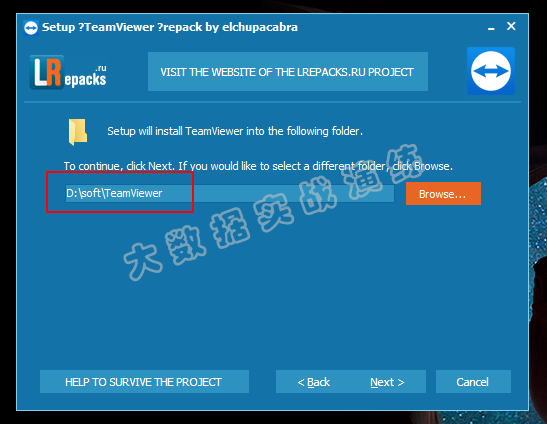 Setup ?TeamViewer ?repack by elchupacabra
LRepacks.ru
VISIT THE WEBSITE OF THE LREPACKS.RU PROJECT
Setup will install TeamViewer into the following folder.
To continue, click Next. If you would like to select a different folder, click Browse.
D:\soft\TeamViewer
Browse...
大数据实战演练
HELP TO SURVIVE THE PROJECT
< Back
Next >
Cancel